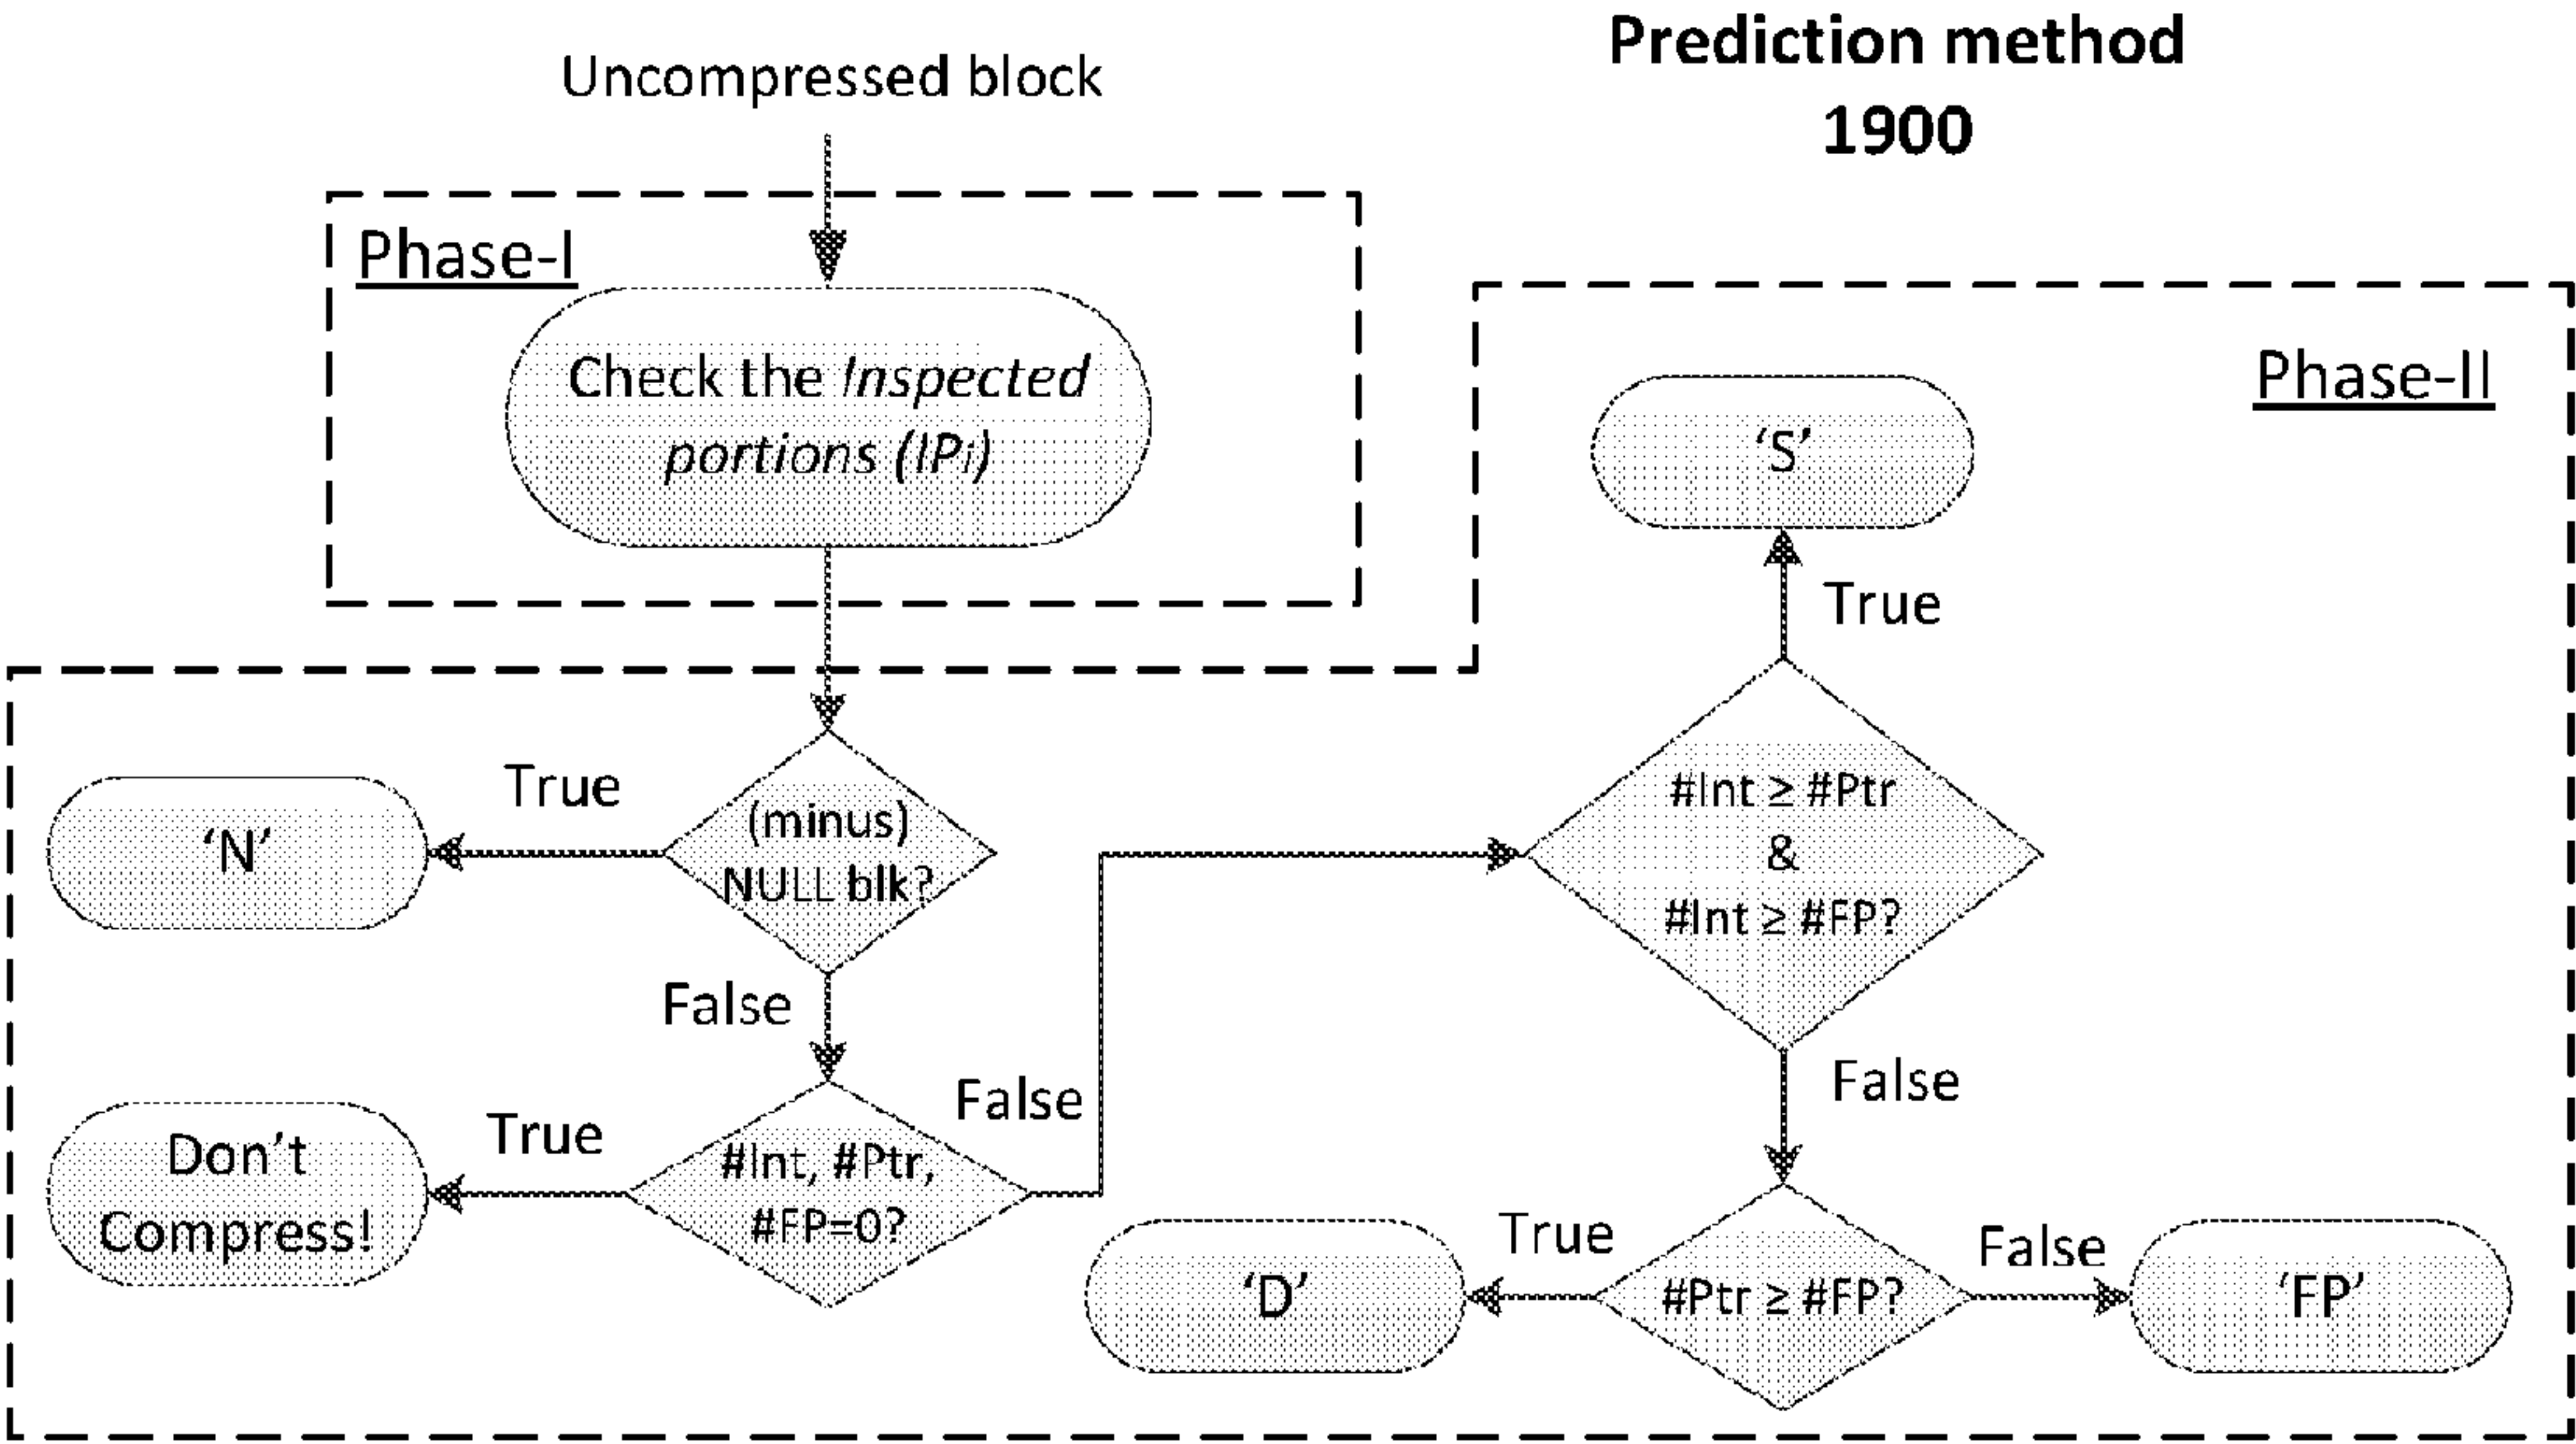 Prediction method
1900
Uncompressed block
Phase-I
Check the Inspected
portions (IPi)
Phase-II
'S'
True
#Int ≥ #Ptr
&
#Int ≥ #FP?
True
(minus)
NULL blk?
'N'
False
False
False
True
#Int, #Ptr,
#FP=0?
Don't
Compress!
True
#Ptr ≥ #FP?
False
'D'
'FP'